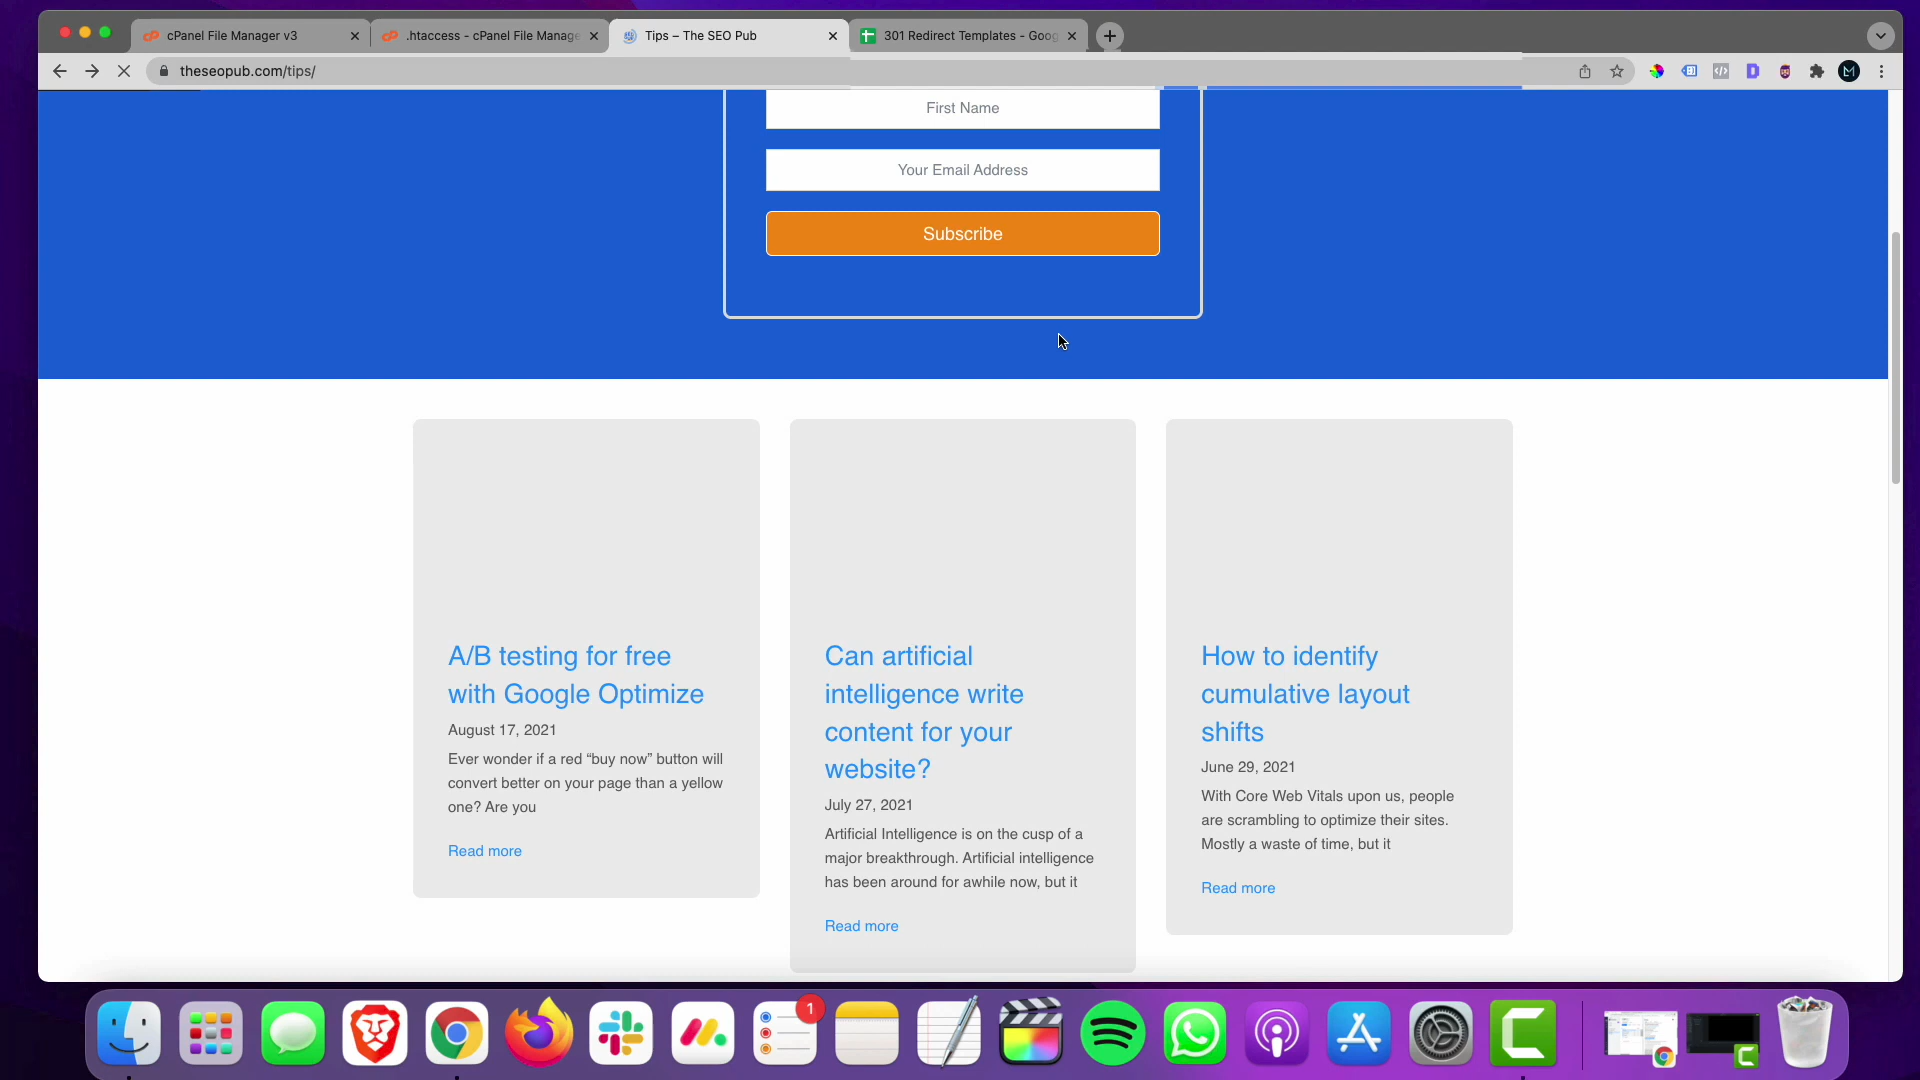 cPanel File Manager v3
.htaccess - cPanel File Manage
Tips – The SEO Pub
301 Redirect Templates - Goog
theseopub.com/tips/
First Name
Your Email Address
Subscribe
A/B testing for free
with Google Optimize
August 17, 2021
Ever wonder if a red “buy now” button will
convert better on your page than a yellow
one? Are you
Read more
Can artificial
intelligence write
content for your
website?
July 27, 2021
Artificial Intelligence is on the cusp of a
major breakthrough. Artificial intelligence
has been around for awhile now, but it
Read more
How to identify
cumulative layout
shifts
June 29, 2021
With Core Web Vitals upon us, people
are scrambling to optimize their sites.
Mostly a waste of time, but it
Read more
1